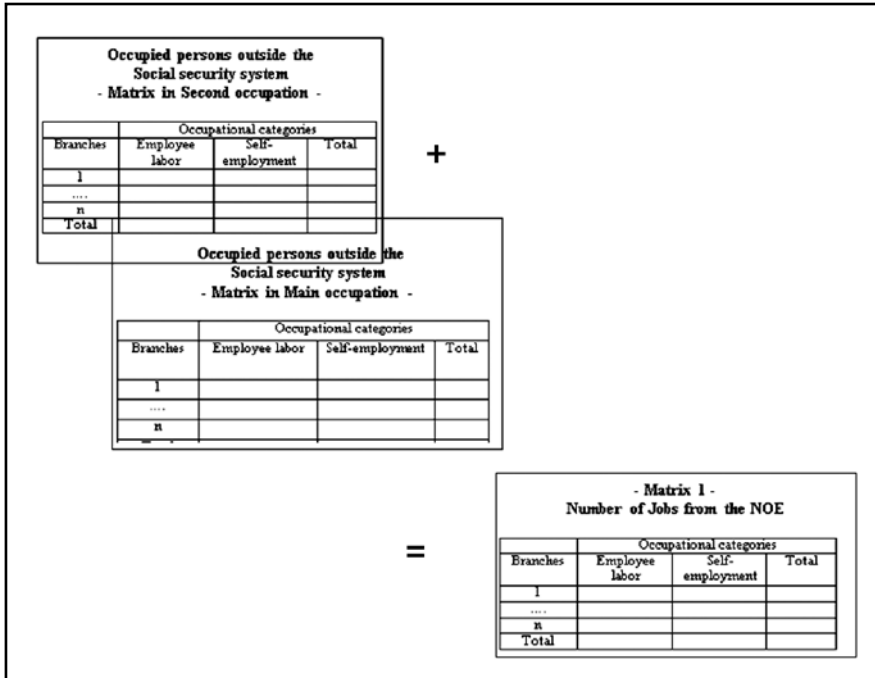 Occupied persons outside the
Social security system
- Matrix in Second occupation -
Occupational categories
Branches Employee labor Self-employment Total
1
....
n
Total
+
Occupied persons outside the
Social security system
- Matrix in Main occupation -
Occupational categories
Branches Employee labor Self-employment Total
1
....
n
=
- Matrix 1 -
Number of Jobs from the NOE
Occupational categories
Branches Employee labor Self-employment Total
1
....
n
Total